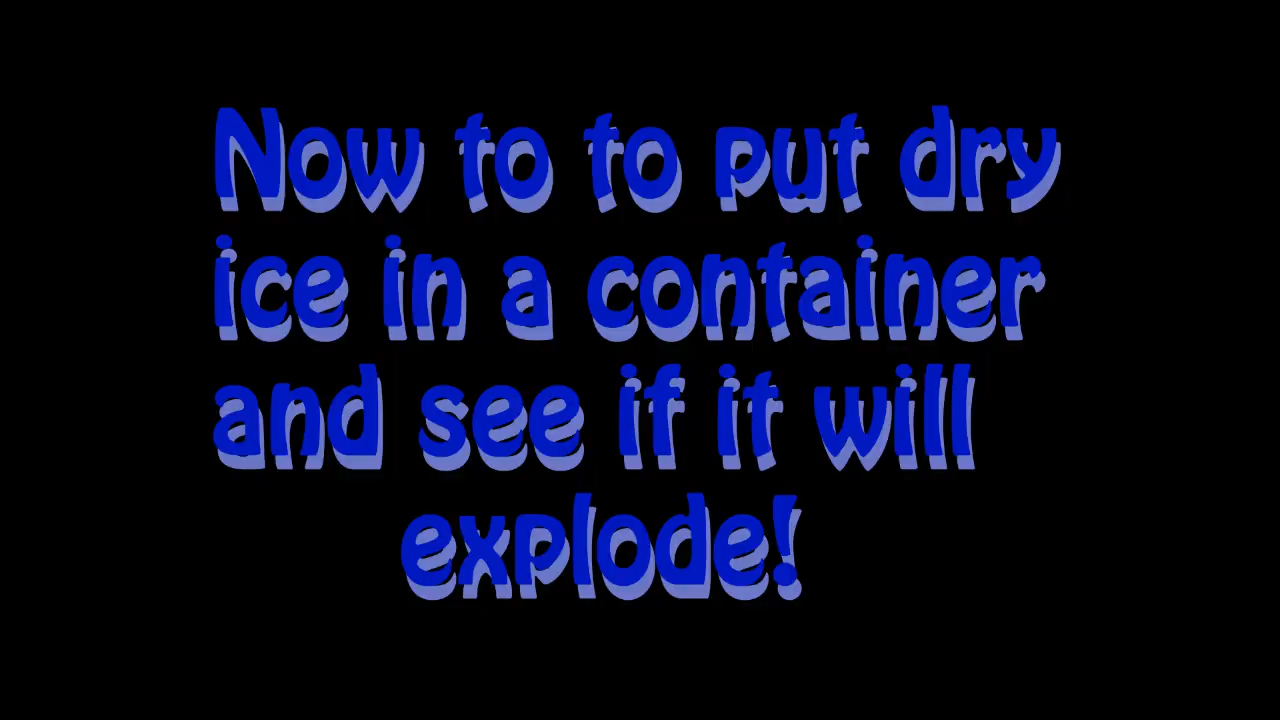 Now to to put dry
ice in a container
and see if it will
explode!